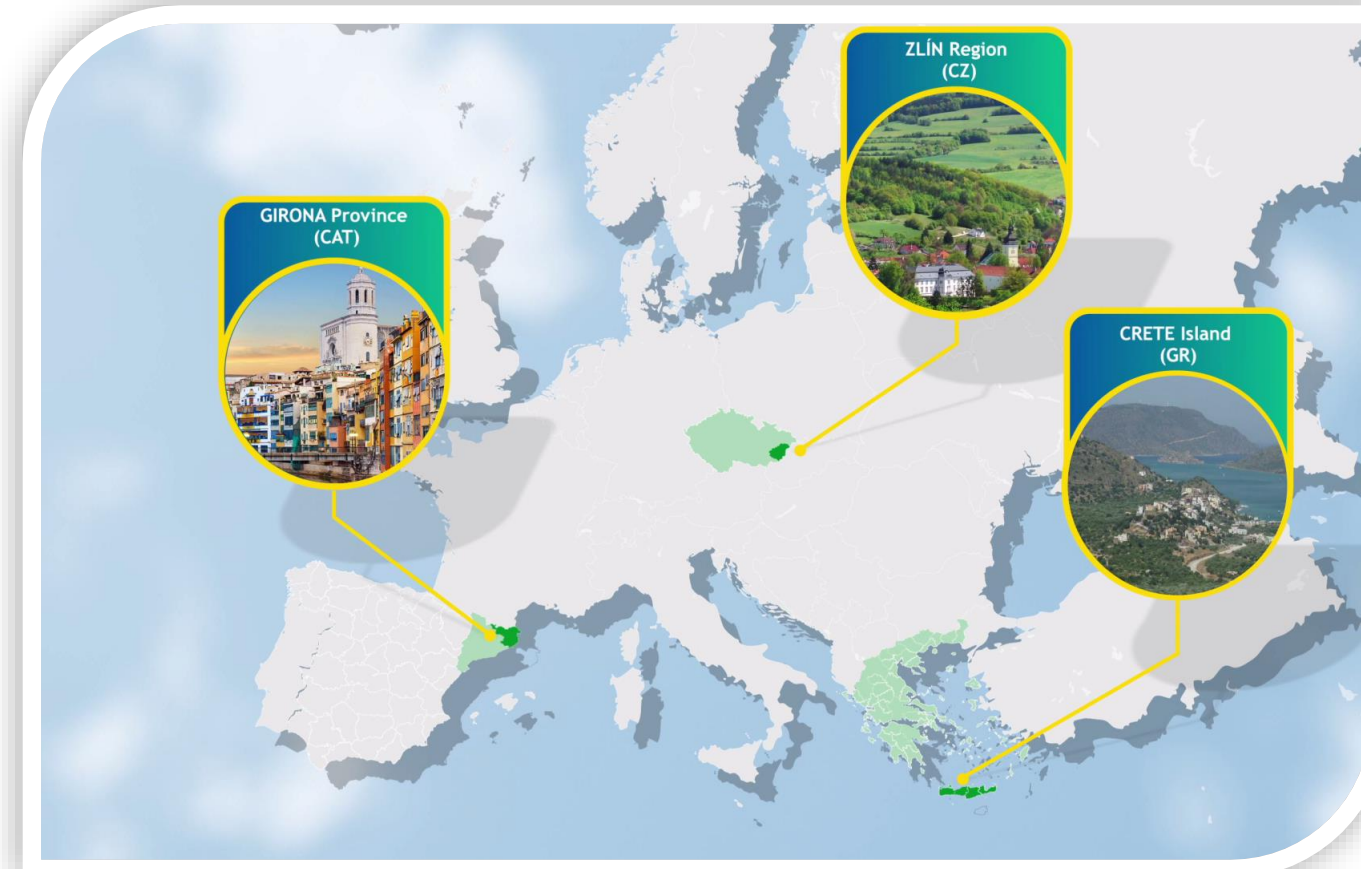 ZLÍN Region
(CZ)
GIRONA Province
(CAT)
CRETE Island
(GR)